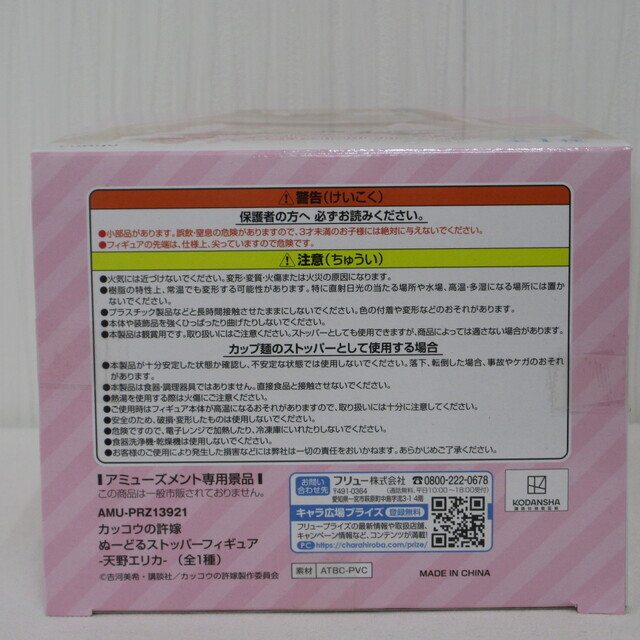 ⚠警告(けいこく)
保護者の方へ 必ずお読みください。
●小部品があります。誤飲・窒息の危険がありますので、3才未満のお子様には絶対に与えないでください。
●フィギュアの先端は、仕様上、尖っていますので危険です。
⚠注意(ちゅうい)
●火気には近づけないでください。変形・変質・火傷または火災の原因になります。
●樹脂の特性上、常温でも変形する可能性があります。特に直射日光の当たる場所や水場、高温・多湿になる場所には置か
ないでください。
●プラスチック製品などと長時間接触させたままにしないでください。色の付着や変形などのおそれがあります。
●本体や装飾品を強くひっぱったり曲げたりしないでください。
●本製品は観賞用です。取り扱いにはご注意ください。ストッパーとしても使用できますが、商品によっては適さない場合があります。
カップ麺のストッパーとして使用する場合
●本製品が十分安定した状態か確認し、不安定な状態では使用しないでください。落下、転倒した場合、事故やケガのおそれ
があります。
●本製品は食器・調理器具ではありません。直接食品と接触させないでください。
●熱湯を使用する際は火傷にご注意ください。
●ご使用時はフィギュア本体が高温になるおそれがありますので、取り扱いには十分に注意してください。
●安全のため、破損・変形したものは使用しないでください。
●危険ですので、電子レンジで加熱したり、冷凍庫にいれたりしないでください。
●食器洗浄機・乾燥機は使用しないでください。
●お客様のご使用により発生した損害などには弊社は一切の責任をおいかねます。あらかじめご了承ください。
アミューズメント専用景品
この商品は一般市販されておりません。
AMU-PRZ13921
カッコウの許嫁
ぬーどるストッパーフィギュア
-天野エリカ- (全1種)
©吉河美希・講談社/カッコウの許嫁製作委員会
お問い
合わせ先
フリュー株式会社 0800-222-0678
〒491-0364 (通話無料、平日10:00〜18:00受付)
キャラ広場プライズ 登録無料
フリュープライズの最新情報や取扱店舗、
キャンペーン情報など、コンテンツが満載!
PC https://charahiroba.com/prize/
素材 ATBC-PVC
MADE IN CHINA
KODANSHA